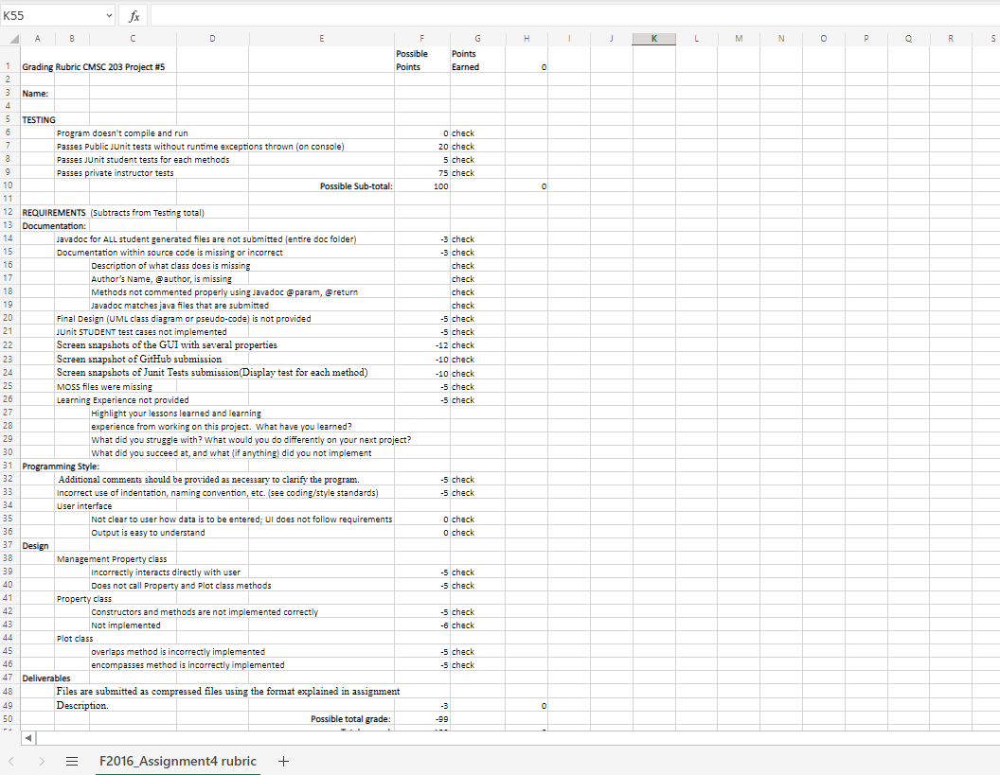 K55
fx
A B C D E F G H I J K L M N O P Q R S
Possible Points
1 Grading Rubric CMSC 203 Project #5 Points Earned 0
2
3 Name:
4
5 TESTING
6 Program doesn't compile and run 0 check
7 Passes Public JUnit tests without runtime exceptions thrown (on console) 20 check
8 Passes JUnit student tests for each methods 5 check
9 Passes private instructor tests 75 check
10 Possible Sub-total: 100 0
11
12 REQUIREMENTS (Subtracts from Testing total)
13 Documentation:
14 Javadoc for ALL student generated files are not submitted (entire doc folder) -3 check
15 Documentation within source code is missing or incorrect -3 check
16 Description of what class does is missing check
17 Author's Name, @author, is missing check
18 Methods not commented properly using Javadoc @param, @return check
19 Javadoc matches java files that are submitted check
20 Final Design (UML class diagram or pseudo-code) is not provided -5 check
21 JUnit STUDENT test cases not implemented -5 check
22 Screen snapshots of the GUI with several properties -12 check
23 Screen snapshot of GitHub submission -10 check
24 Screen snapshots of Junit Tests submission(Display test for each method) -10 check
25 MOSS files were missing -5 check
26 Learning Experience not provided -5 check
27 Highlight your lessons learned and learning
28 experience from working on this project. What have you learned?
29 What did you struggle with? What would you do differently on your next project?
30 What did you succeed at, and what (if anything) did you not implement
31 Programming Style:
32 Additional comments should be provided as necessary to clarify the program. -5 check
33 Incorrect use of indentation, naming convention, etc. (see coding/style standards) -5 check
34 User interface
35 Not clear to user how data is to be entered; UI does not follow requirements 0 check
36 Output is easy to understand 0 check
37 Design
38 Management Property class
39 Incorrectly interacts directly with user -5 check
40 Does not call Property and Plot class methods -5 check
41 Property class
42 Constructors and methods are not implemented correctly -5 check
43 Not implemented -6 check
44 Plot class
45 overlaps method is incorrectly implemented -5 check
46 encompasses method is incorrectly implemented -5 check
47 Deliverables
48 Files are submitted as compressed files using the format explained in assignment
49 Description. -3 0
50 Possible total grade: -99
F2016_Assignment4 rubric